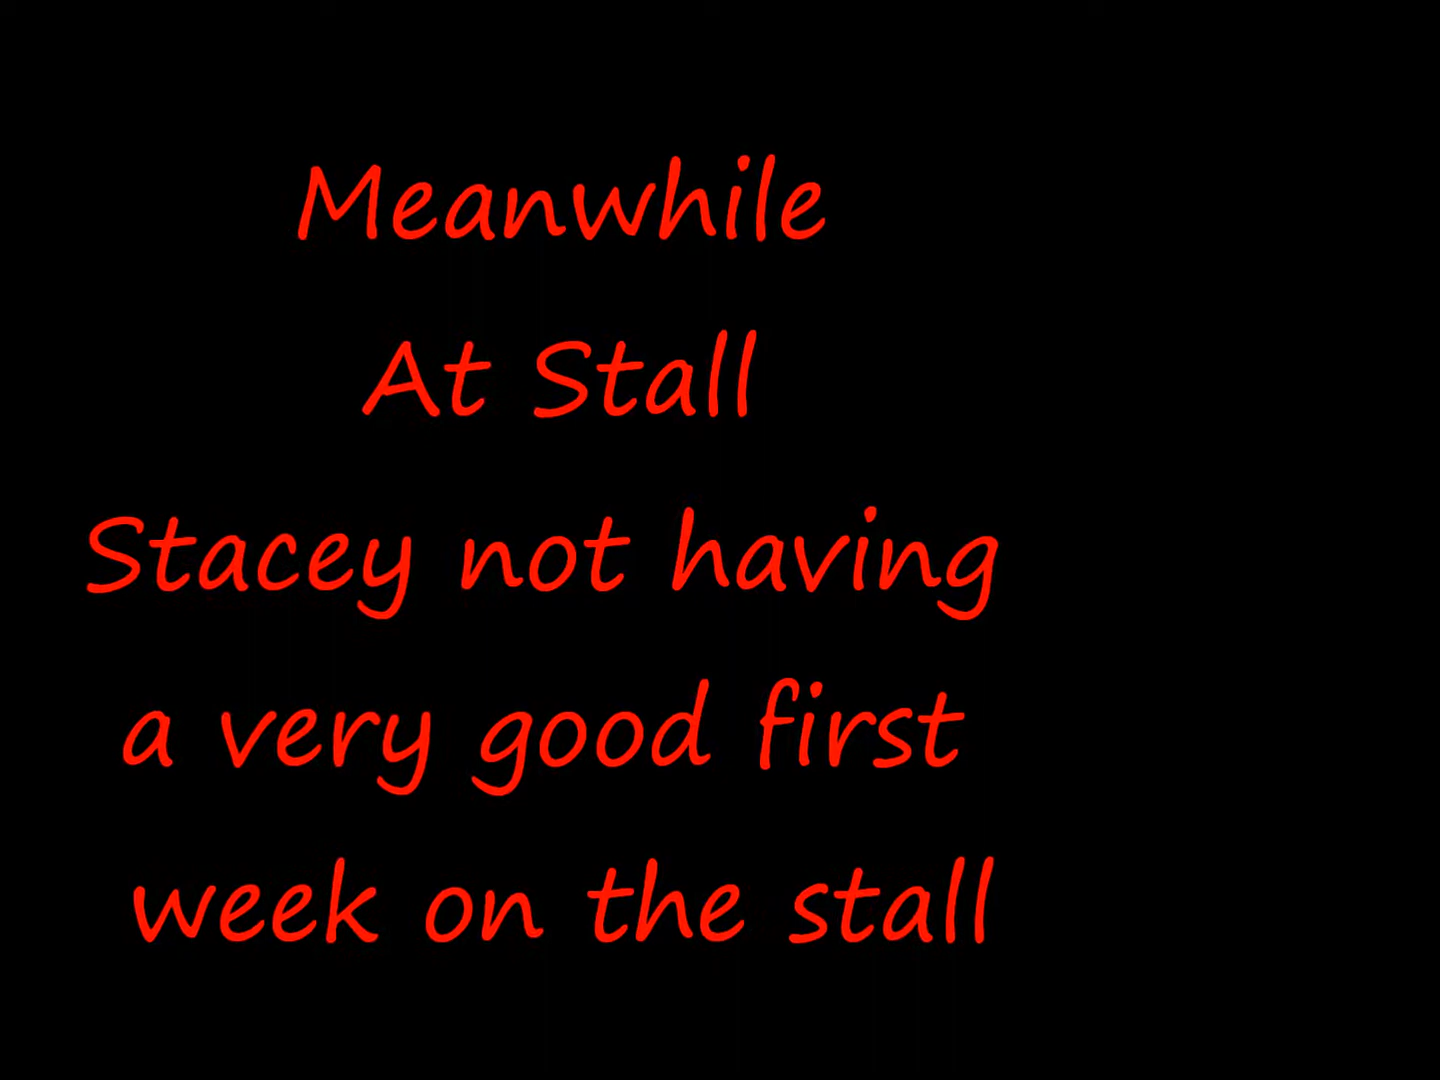 Meanwhile
At Stall
Stacey not having
a very good first
week on the stall